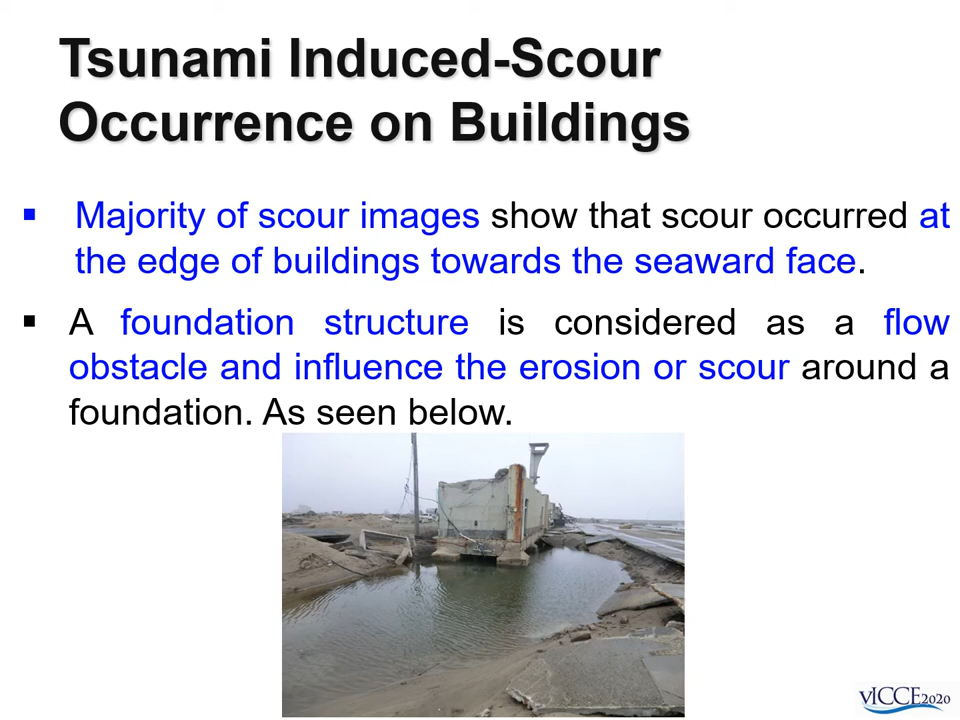 Tsunami Induced-Scour
Occurrence on Buildings
▪ Majority of scour images show that scour occurred at
the edge of buildings towards the seaward face.
▪ A foundation structure is considered as a flow
obstacle and influence the erosion or scour around a
foundation. As seen below.
vICCE2020